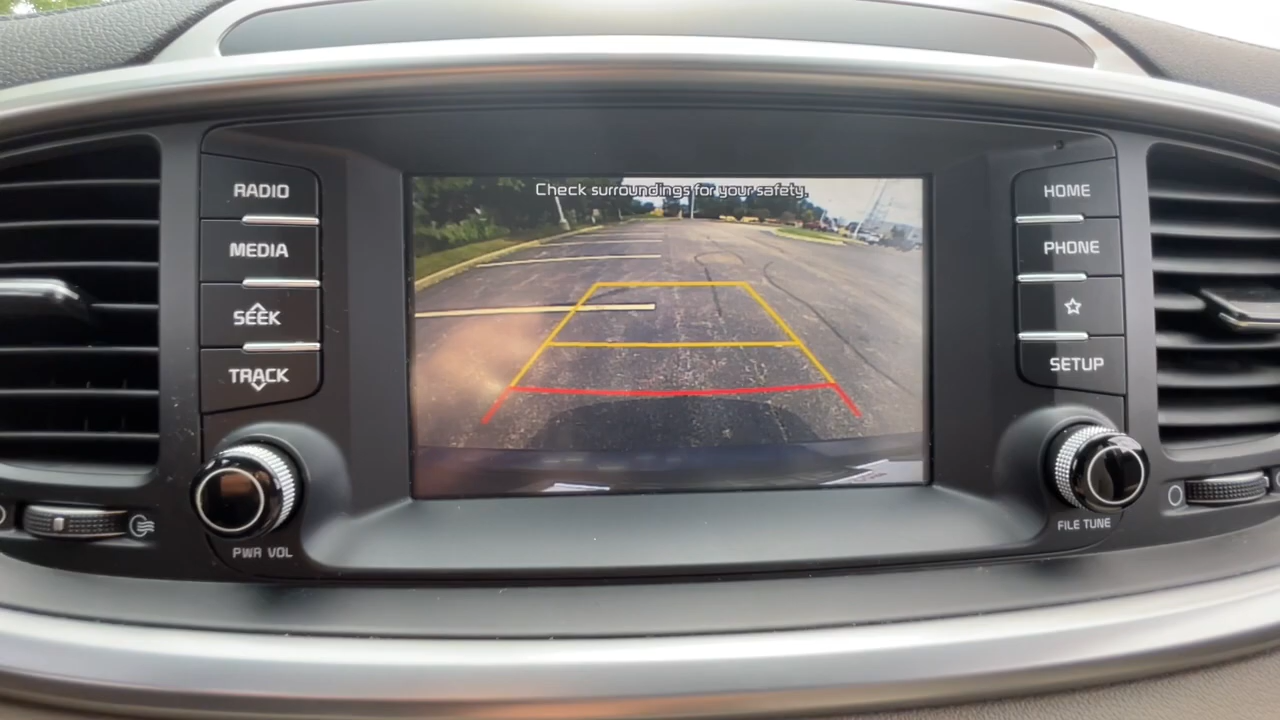 Check surroundings for your safety.
RADIO
MEDIA
SEEK
TRACK
PWR VOL
HOME
PHONE
SETUP
FILE TUNE